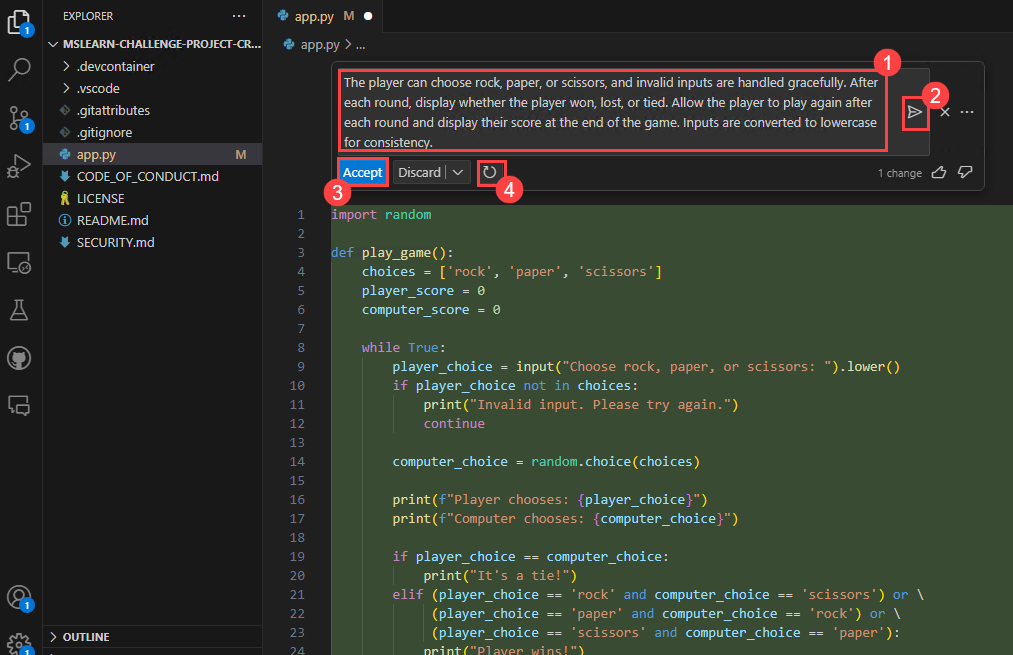 EXPLORER
MSLEARN-CHALLENGE-PROJECT-CR...
.devcontainer
.vscode
.gitattributes
.gitignore
app.py M
CODE_OF_CONDUCT.md
LICENSE
README.md
SECURITY.md
OUTLINE
1
1
1
1
app.py M
app.py > ...
The player can choose rock, paper, or scissors, and invalid inputs are handled gracefully. After
each round, display whether the player won, lost, or tied. Allow the player to play again after
each round and display their score at the end of the game. Inputs are converted to lowercase
for consistency.
1
2
Accept Discard
1 change
3
4
1 import random
2
3 def play_game():
4     choices = ['rock', 'paper', 'scissors']
5     player_score = 0
6     computer_score = 0
7
8     while True:
9         player_choice = input("Choose rock, paper, or scissors: ").lower()
10         if player_choice not in choices:
11             print("Invalid input. Please try again.")
12             continue
13
14         computer_choice = random.choice(choices)
15
16         print(f"Player chooses: {player_choice}")
17         print(f"Computer chooses: {computer_choice}")
18
19         if player_choice == computer_choice:
20             print("It's a tie!")
21         elif (player_choice == 'rock' and computer_choice == 'scissors') or \
22              (player_choice == 'paper' and computer_choice == 'rock') or \
23              (player_choice == 'scissors' and computer_choice == 'paper'):
24             print("Player wins!")